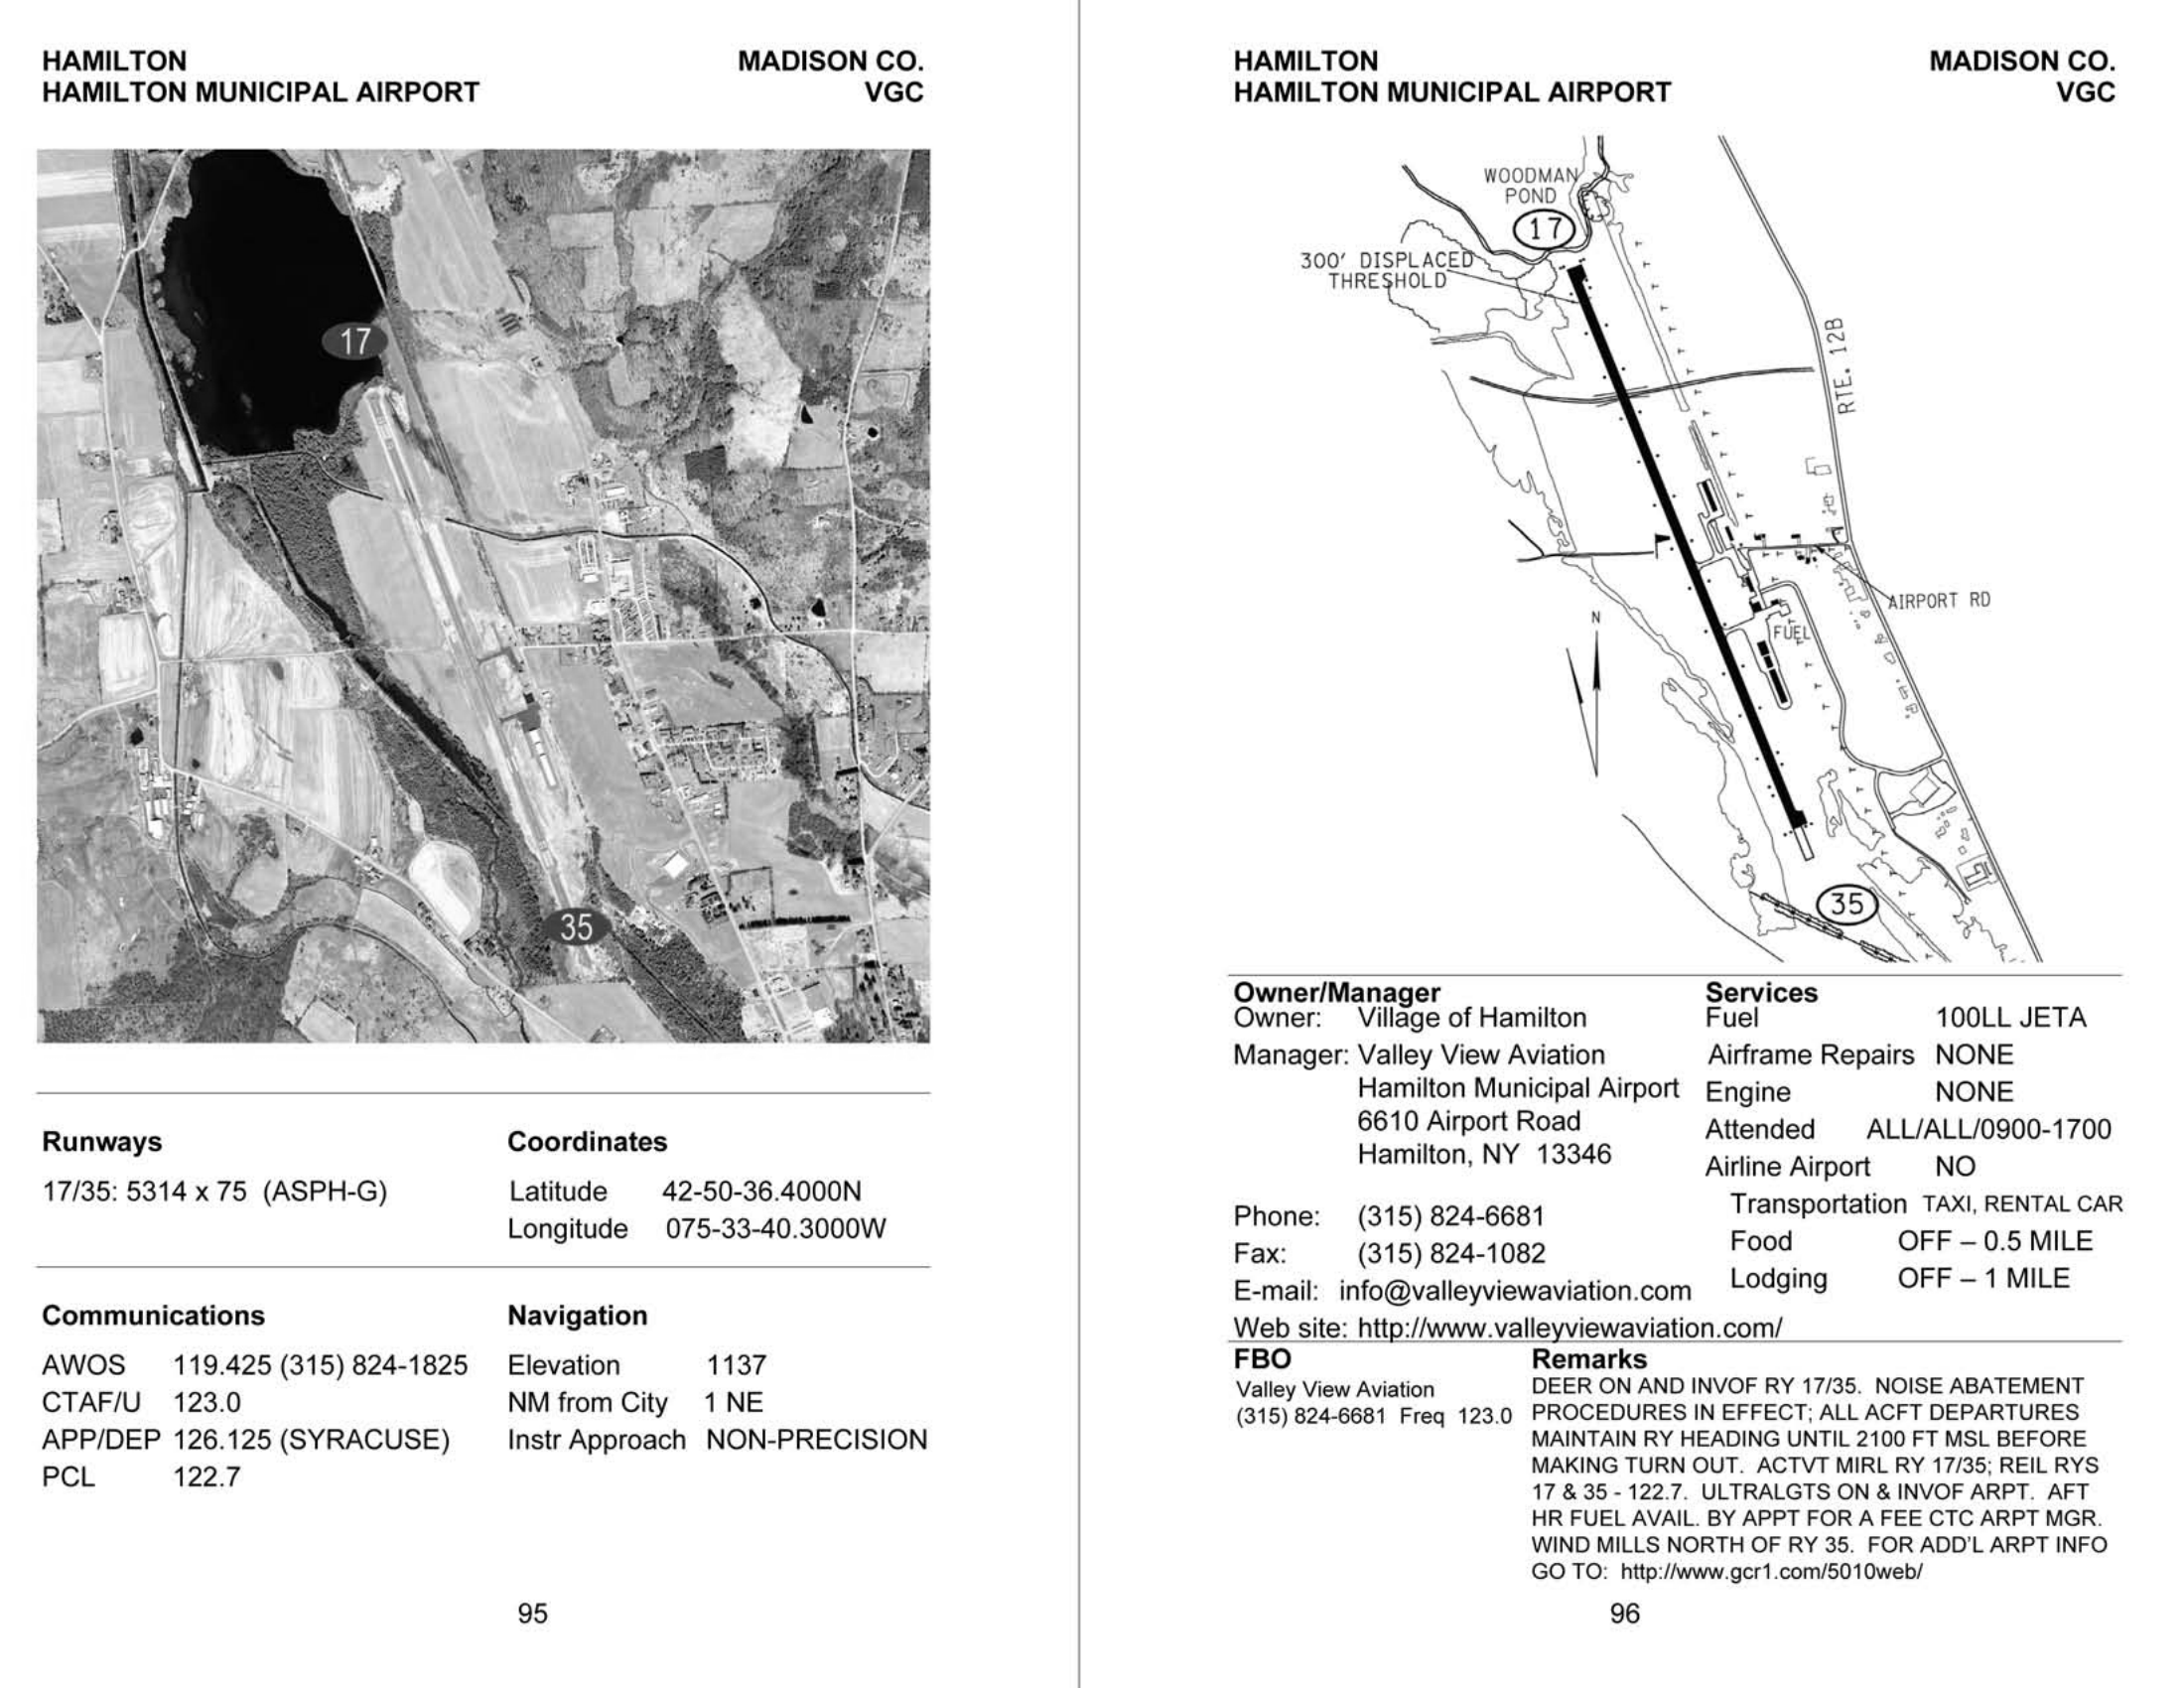 HAMILTON MADISON CO.
HAMILTON MUNICIPAL AIRPORT VGC
17
35
Runways
17/35: 5314 x 75 (ASPH-G)
Coordinates
Latitude 42-50-36.4000N
Longitude 075-33-40.3000W
Communications
AWOS 119.425 (315) 824-1825
CTAF/U 123.0
APP/DEP 126.125 (SYRACUSE)
PCL 122.7
Navigation
Elevation 1137
NM from City 1 NE
Instr Approach NON-PRECISION
95
HAMILTON MADISON CO.
HAMILTON MUNICIPAL AIRPORT VGC
WOODMAN
POND
17
300' DISPLACED
THRESHOLD
RTE. 12B
AIRPORT RD
N
FUEL
35
Owner/Manager
Owner: Village of Hamilton
Manager: Valley View Aviation
Hamilton Municipal Airport
6610 Airport Road
Hamilton, NY 13346
Phone: (315) 824-6681
Fax: (315) 824-1082
E-mail: info@valleyviewaviation.com
Web site: http://www.valleyviewaviation.com/
Services
Fuel 100LL JETA
Airframe Repairs NONE
Engine NONE
Attended ALL/ALL/0900-1700
Airline Airport NO
Transportation TAXI, RENTAL CAR
Food OFF – 0.5 MILE
Lodging OFF – 1 MILE
FBO
Valley View Aviation
(315) 824-6681 Freq 123.0
Remarks
DEER ON AND INVOF RY 17/35. NOISE ABATEMENT
PROCEDURES IN EFFECT; ALL ACFT DEPARTURES
MAINTAIN RY HEADING UNTIL 2100 FT MSL BEFORE
MAKING TURN OUT. ACTVT MIRL RY 17/35; REIL RYS
17 & 35 - 122.7. ULTRALGTS ON & INVOF ARPT. AFT
HR FUEL AVAIL. BY APPT FOR A FEE CTC ARPT MGR.
WIND MILLS NORTH OF RY 35. FOR ADD'L ARPT INFO
GO TO: http://www.gcr1.com/5010web/
96